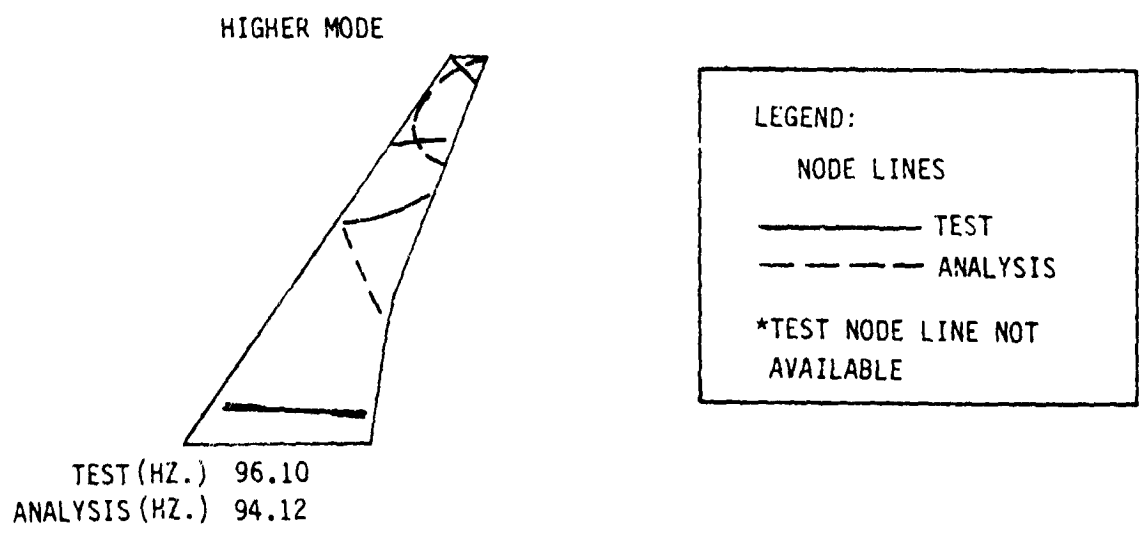 HIGHER MODE
LEGEND:
NODE LINES
TEST
ANALYSIS
*TEST NODE LINE NOT
AVAILABLE
TEST(HZ.) 96.10
ANALYSIS(HZ.) 94.12